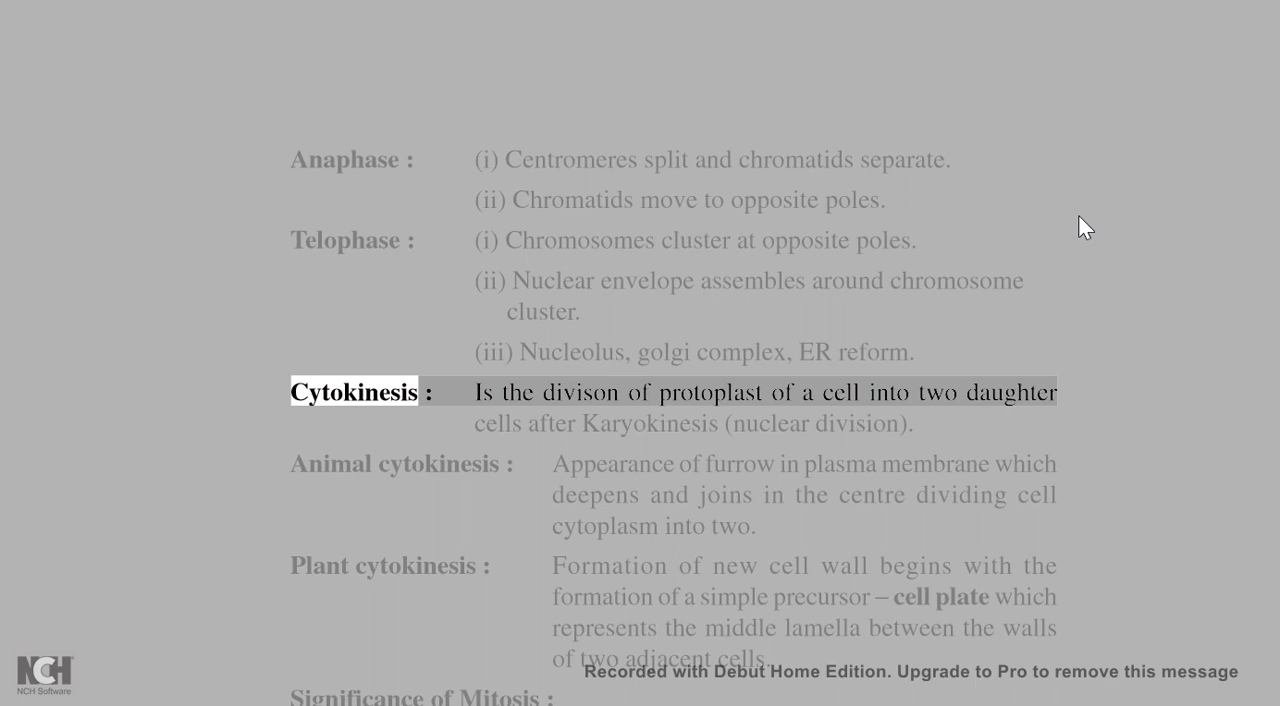 Anaphase : (i) Centromeres split and chromatids separate.
(ii) Chromatids move to opposite poles.
Telophase : (i) Chromosomes cluster at opposite poles.
(ii) Nuclear envelope assembles around chromosome
cluster.
(iii) Nucleolus, golgi complex, ER reform.
Cytokinesis : Is the divison of protoplast of a cell into two daughter
cells after Karyokinesis (nuclear division).
Animal cytokinesis : Appearance of furrow in plasma membrane which
deepens and joins in the centre dividing cell
cytoplasm into two.
Plant cytokinesis : Formation of new cell wall begins with the
formation of a simple precursor – cell plate which
represents the middle lamella between the walls
of two adjacent cells.
Recorded with Debut Home Edition. Upgrade to Pro to remove this message
Significance of Mitosis :
NCH
NCH Software